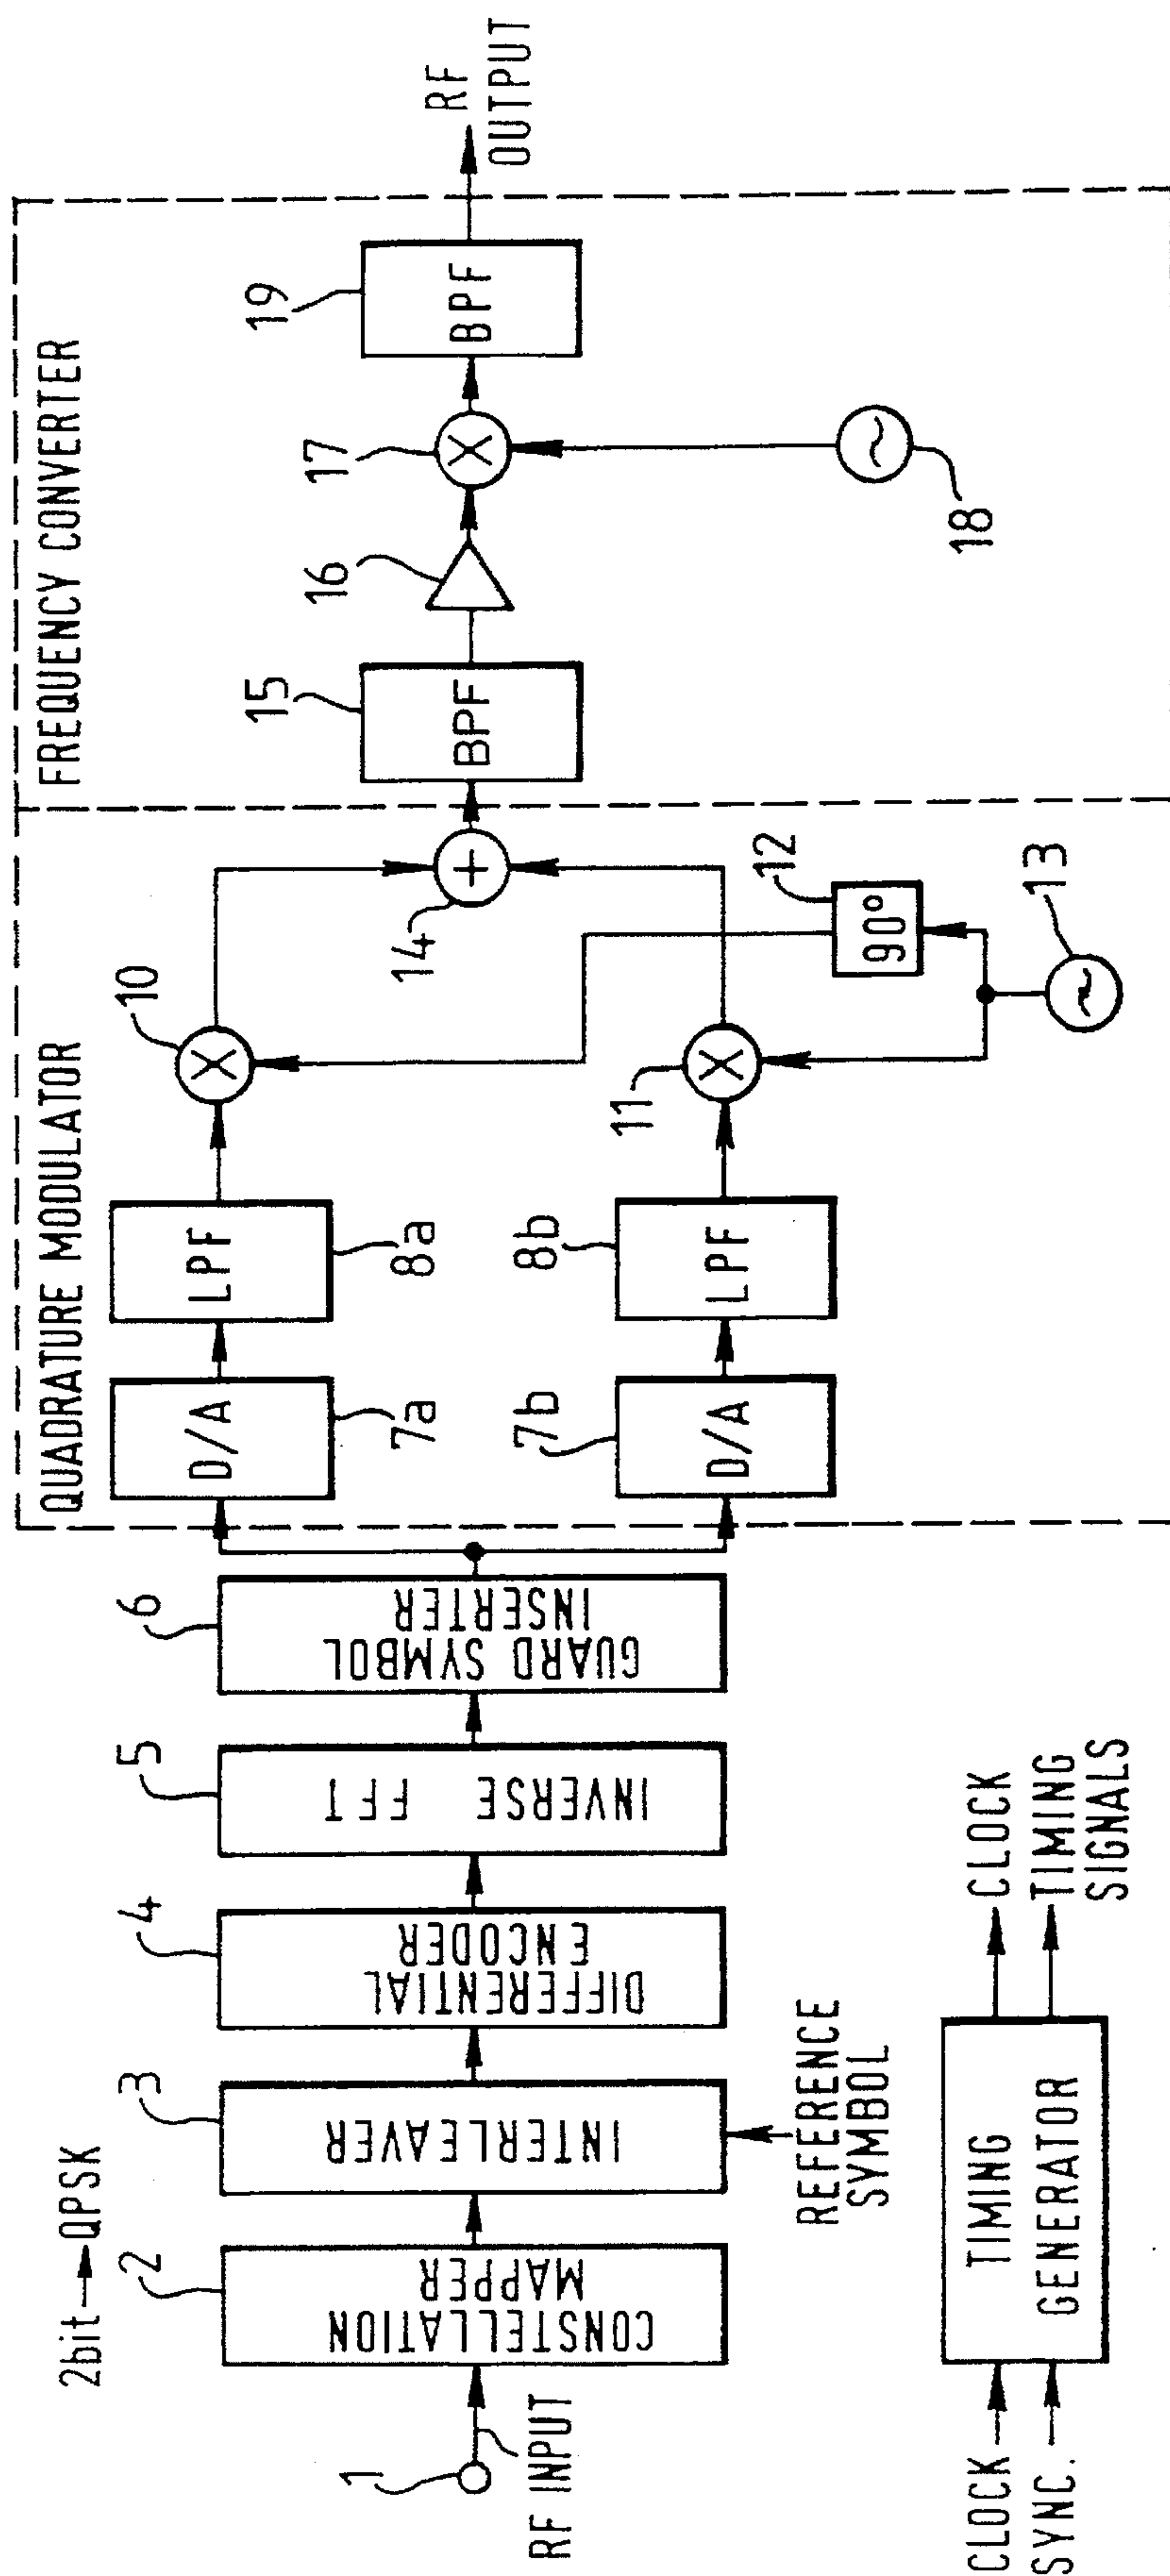 QUADRATURE MODULATOR
FREQUENCY CONVERTER
2bit→QPSK
1
RF INPUT
2
CONSTELLATION
MAPPER
3
INTERLEAVER
REFERENCE
SYMBOL
4
DIFFERENTIAL
ENCODER
5
INVERSE FFT
6
GUARD SYMBOL
INSERTER
D/A
7a
LPF
8a
10
7b
D/A
8b
LPF
11
12
90°
13
14
+
15
BPF
16
17
18
19
BPF
RF
OUTPUT
CLOCK
SYNC.
TIMING
GENERATOR
CLOCK
TIMING
SIGNALS